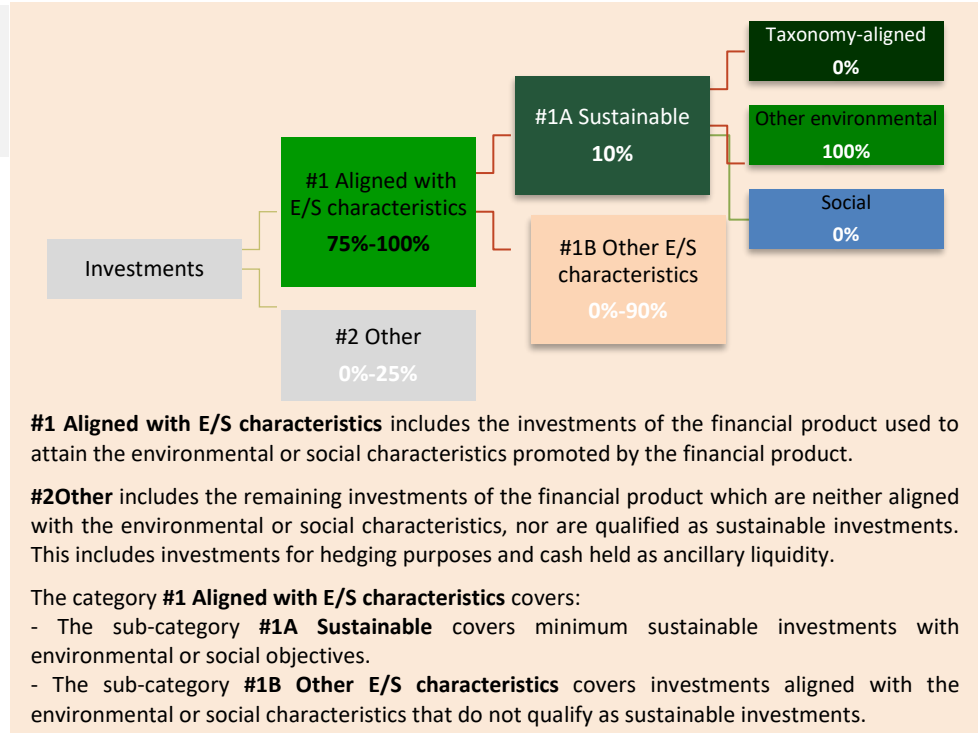 Taxonomy-aligned
0%
#1A Sustainable
10%
Other environmental
100%
#1 Aligned with
E/S characteristics
75%-100%
Social
0%
Investments
#1B Other E/S
characteristics
0%-90%
#2 Other
0%-25%
#1 Aligned with E/S characteristics includes the investments of the financial product used to
attain the environmental or social characteristics promoted by the financial product.
#2Other includes the remaining investments of the financial product which are neither aligned
with the environmental or social characteristics, nor are qualified as sustainable investments.
This includes investments for hedging purposes and cash held as ancillary liquidity.
The category #1 Aligned with E/S characteristics covers:
- The sub-category #1A Sustainable covers minimum sustainable investments with
environmental or social objectives.
- The sub-category #1B Other E/S characteristics covers investments aligned with the
environmental or social characteristics that do not qualify as sustainable investments.